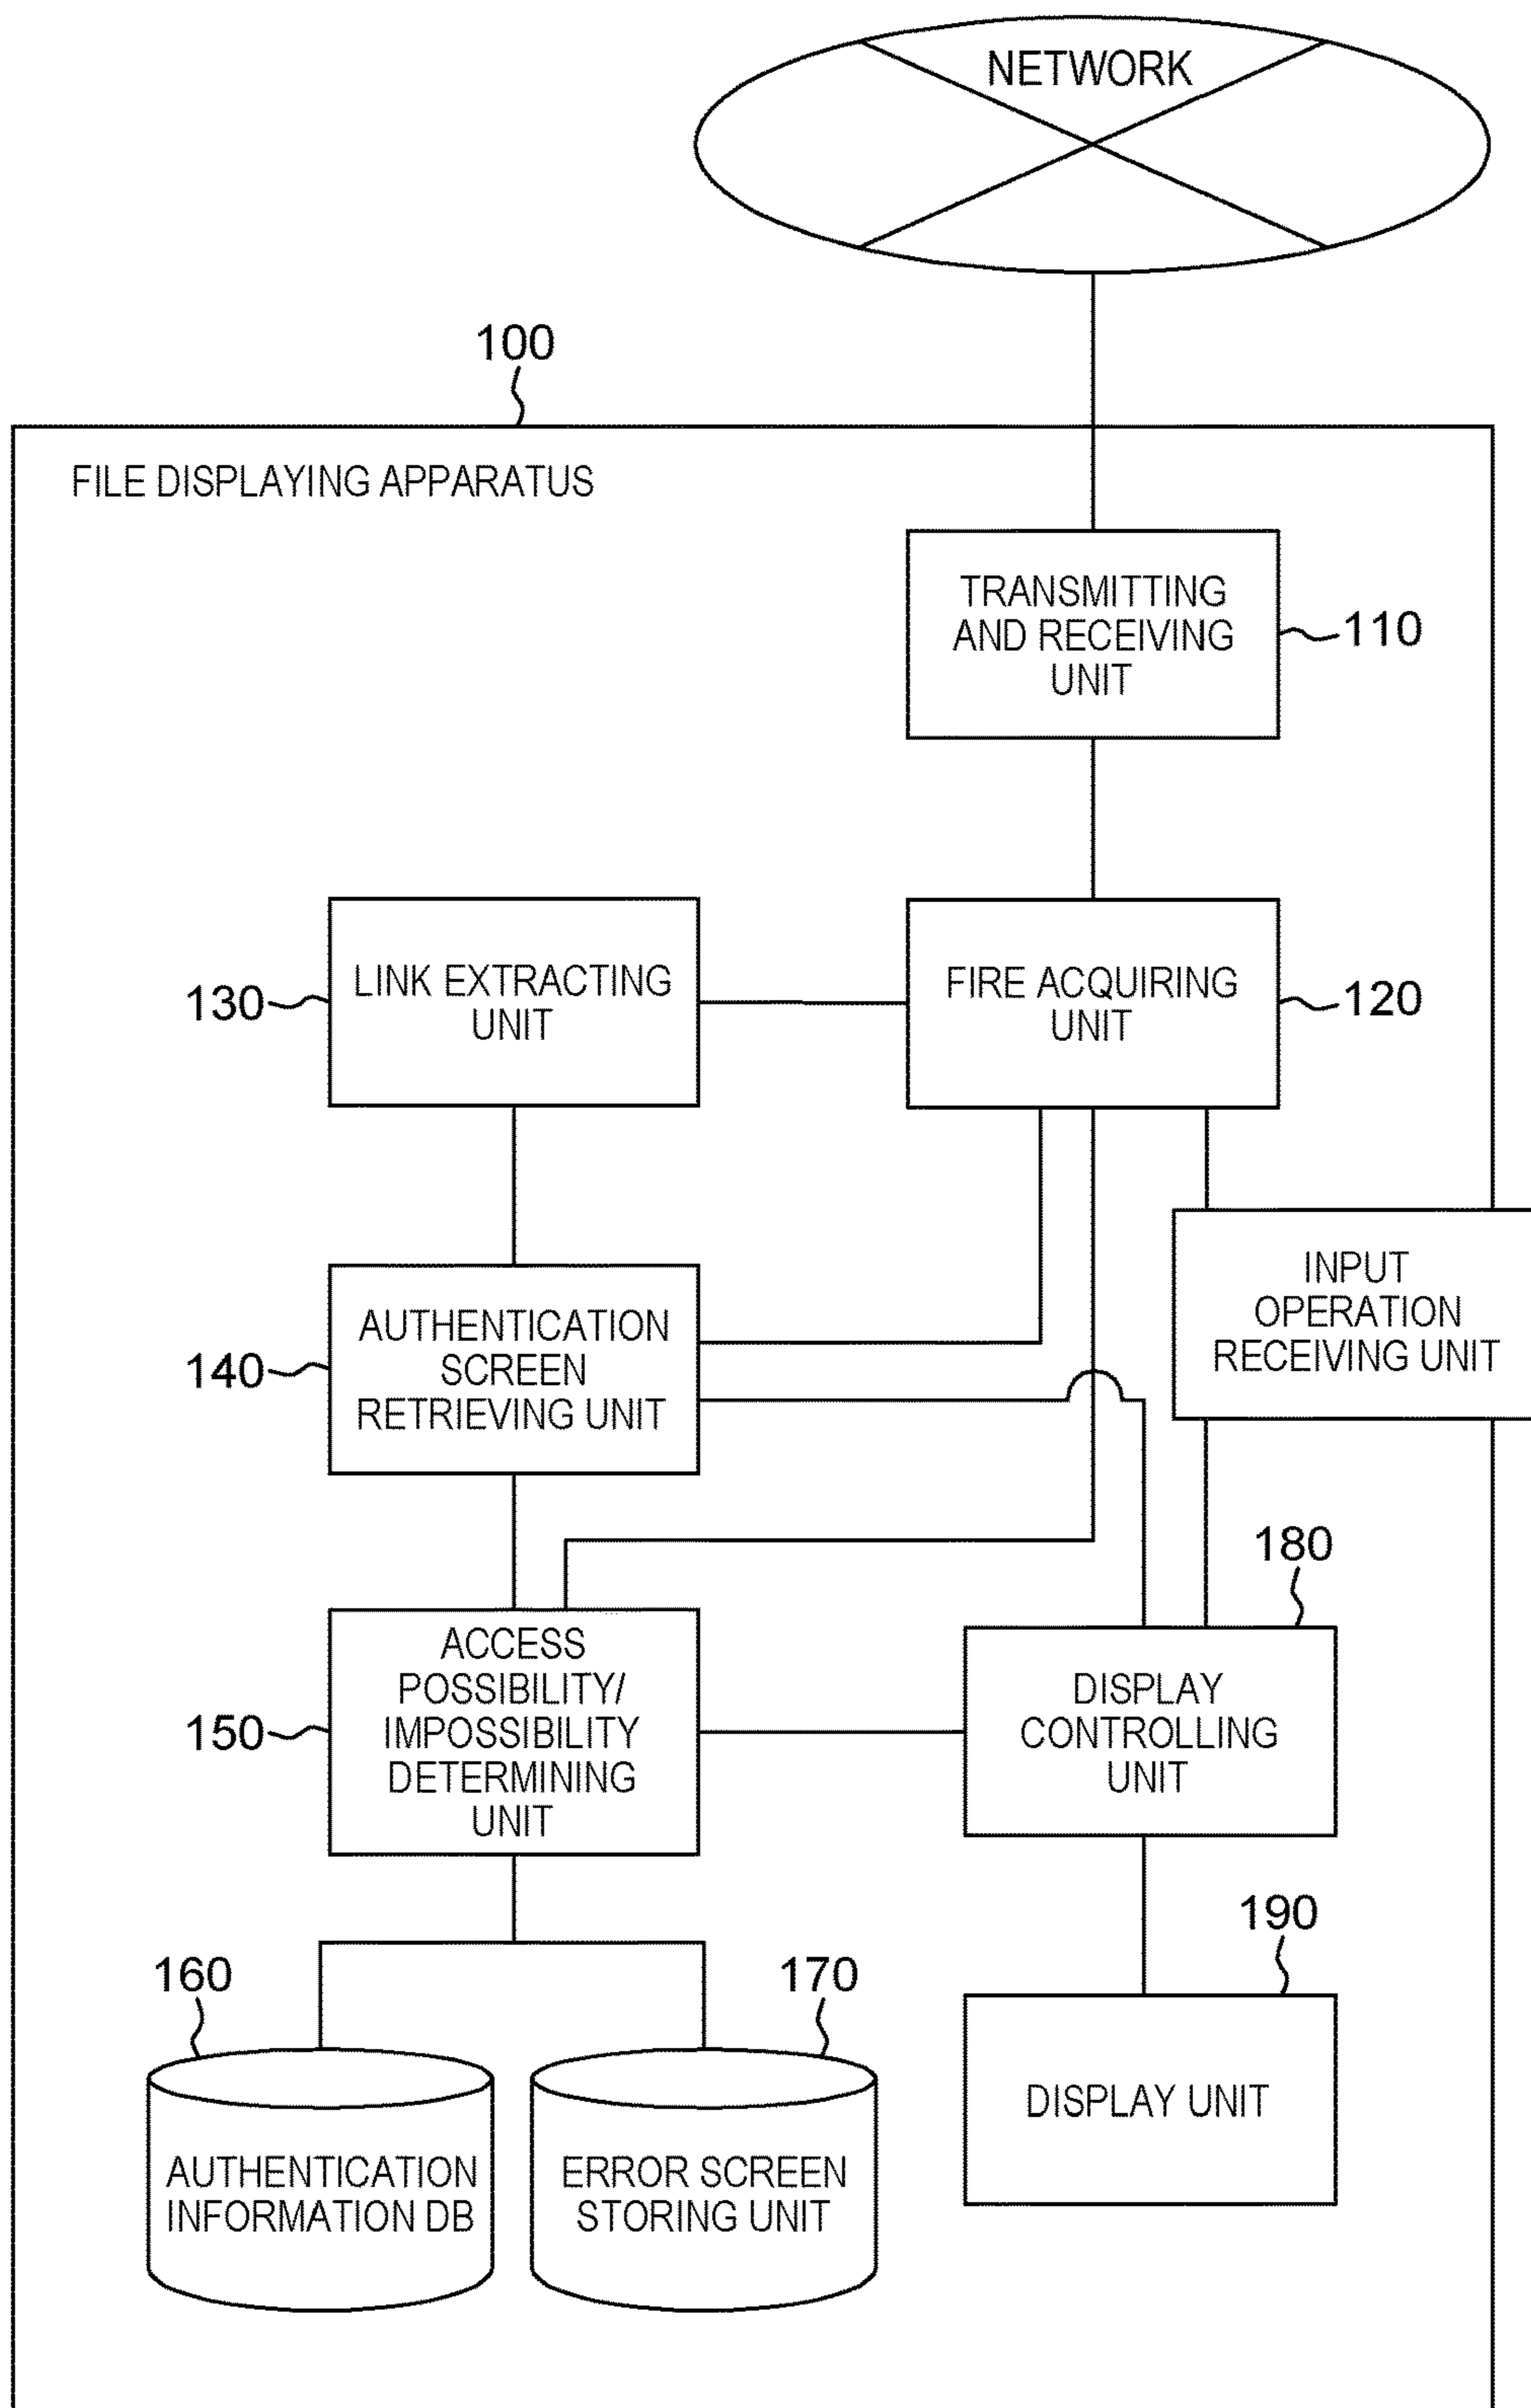 NETWORK
100
FILE DISPLAYING APPARATUS
TRANSMITTING
AND RECEIVING
UNIT
110
LINK EXTRACTING
UNIT
130
FIRE ACQUIRING
UNIT
120
INPUT
OPERATION
RECEIVING UNIT
AUTHENTICATION
SCREEN
RETRIEVING UNIT
140
180
ACCESS
POSSIBILITY/
IMPOSSIBILITY
DETERMINING
UNIT
150
DISPLAY
CONTROLLING
UNIT
190
160
170
DISPLAY UNIT
AUTHENTICATION
INFORMATION DB
ERROR SCREEN
STORING UNIT